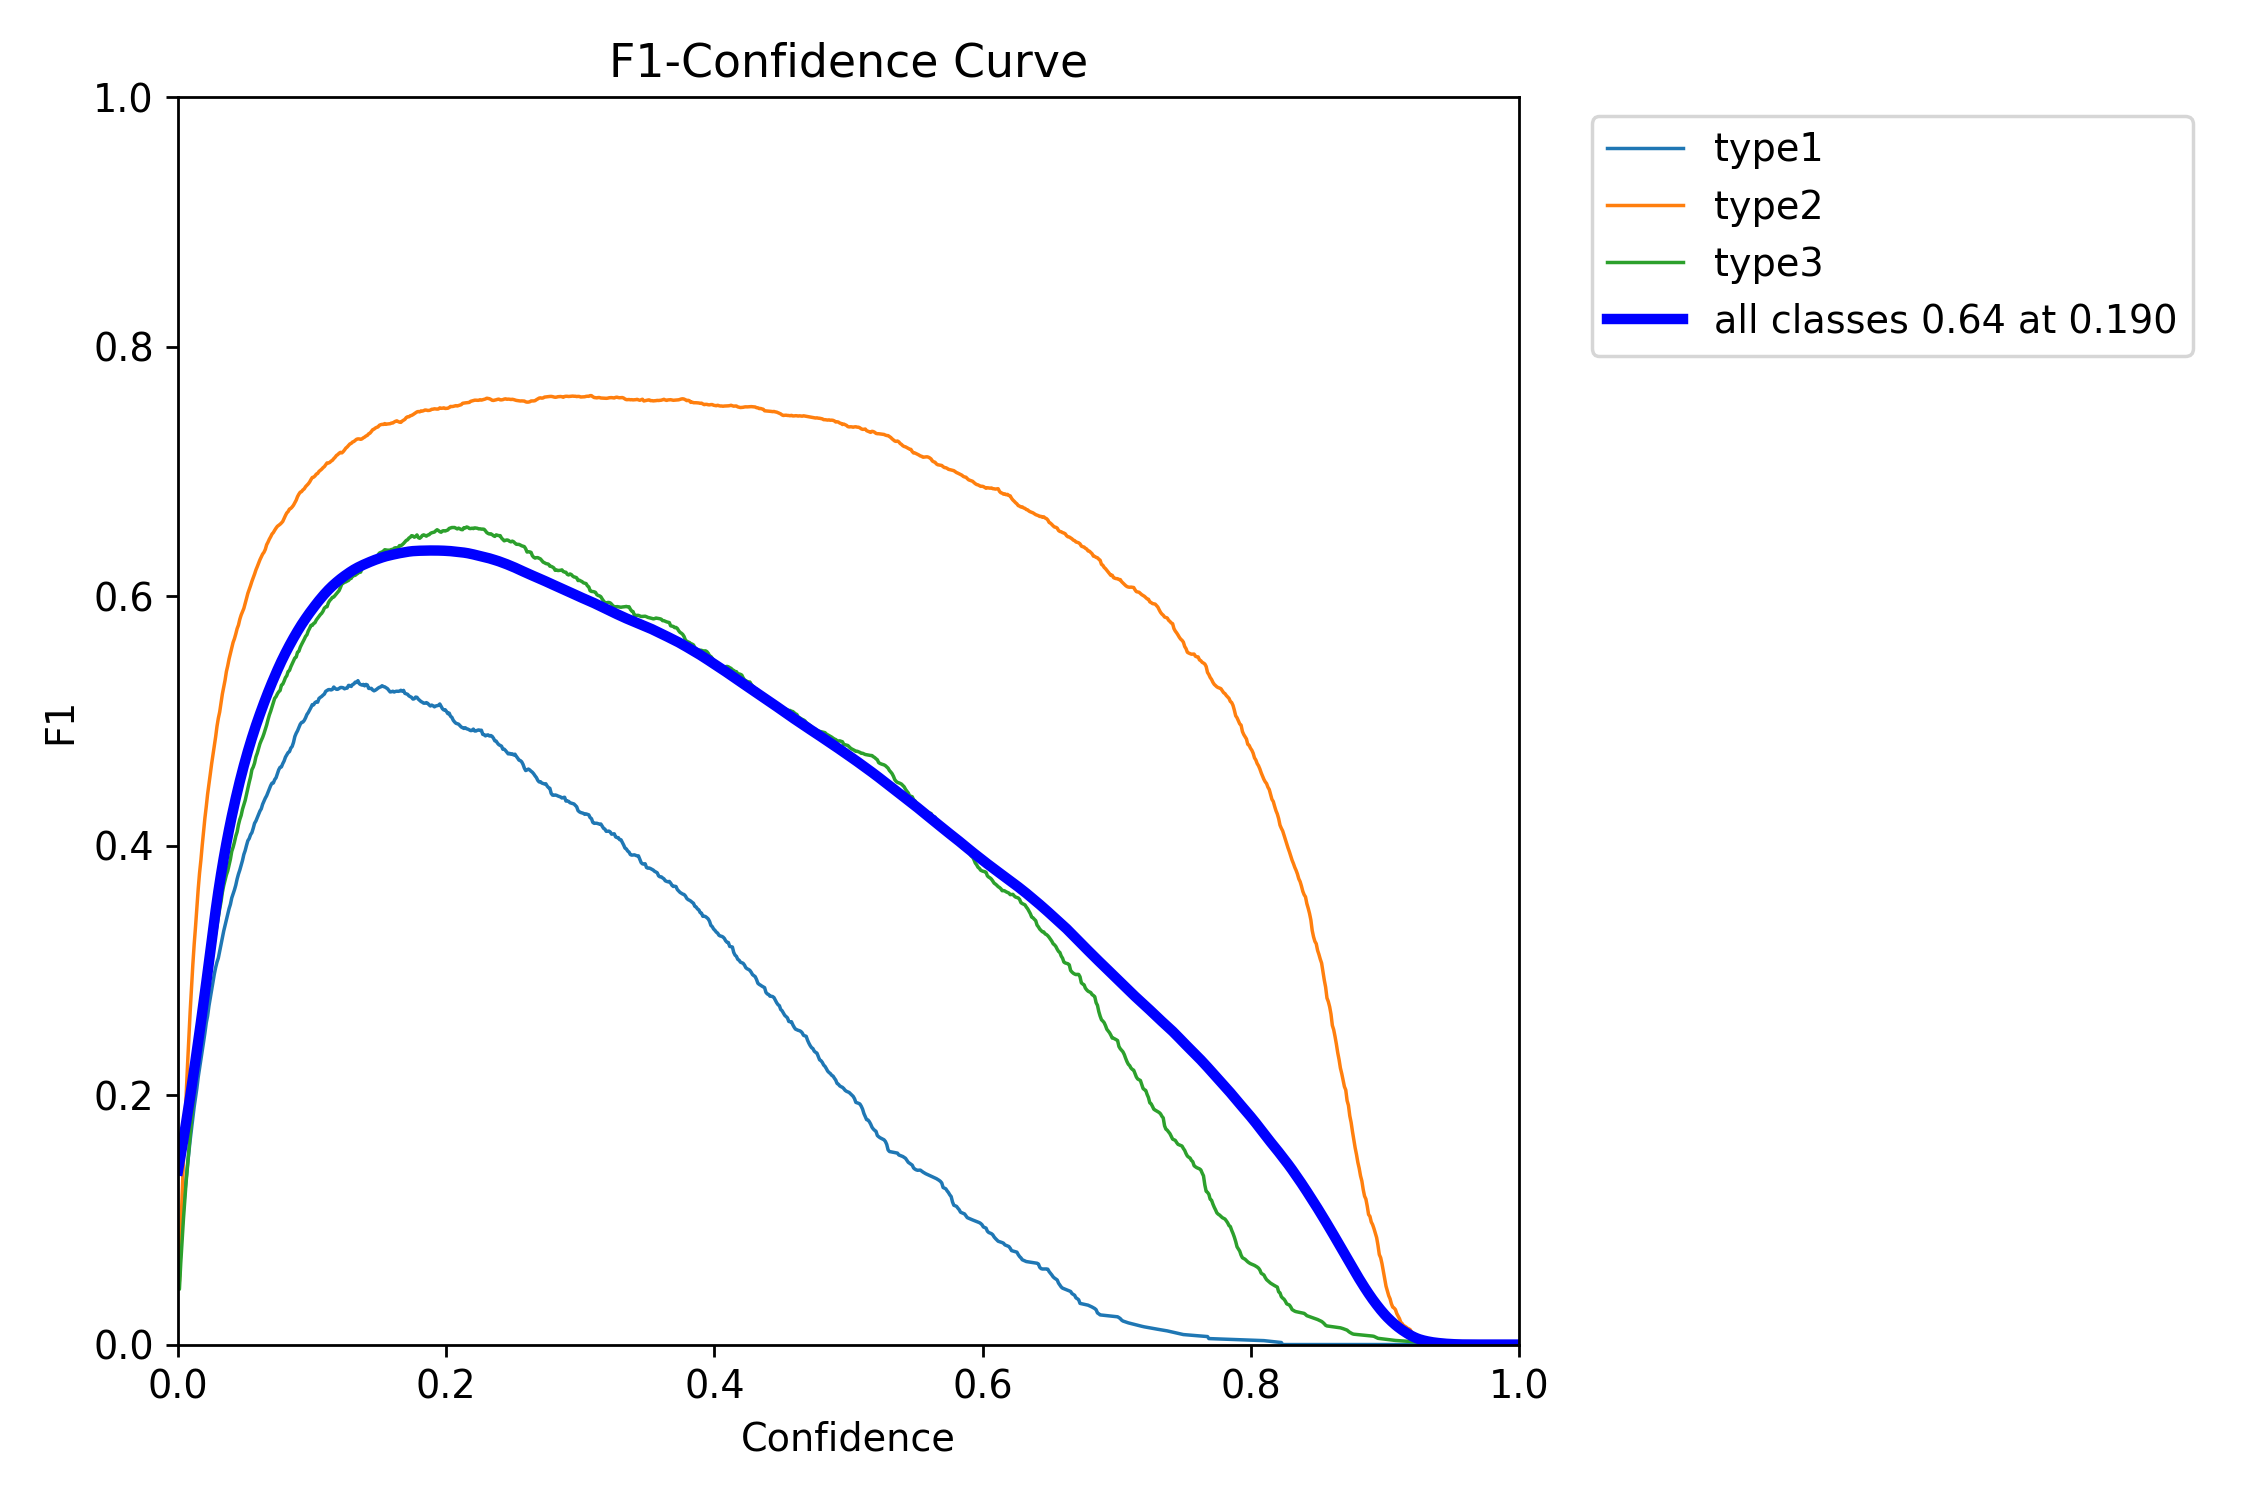 F1-Confidence Curve
1.0
0.8
0.6
0.4
0.2
0.0
F1
0.0 0.2 0.4 0.6 0.8 1.0
Confidence
type1
type2
type3
all classes 0.64 at 0.190